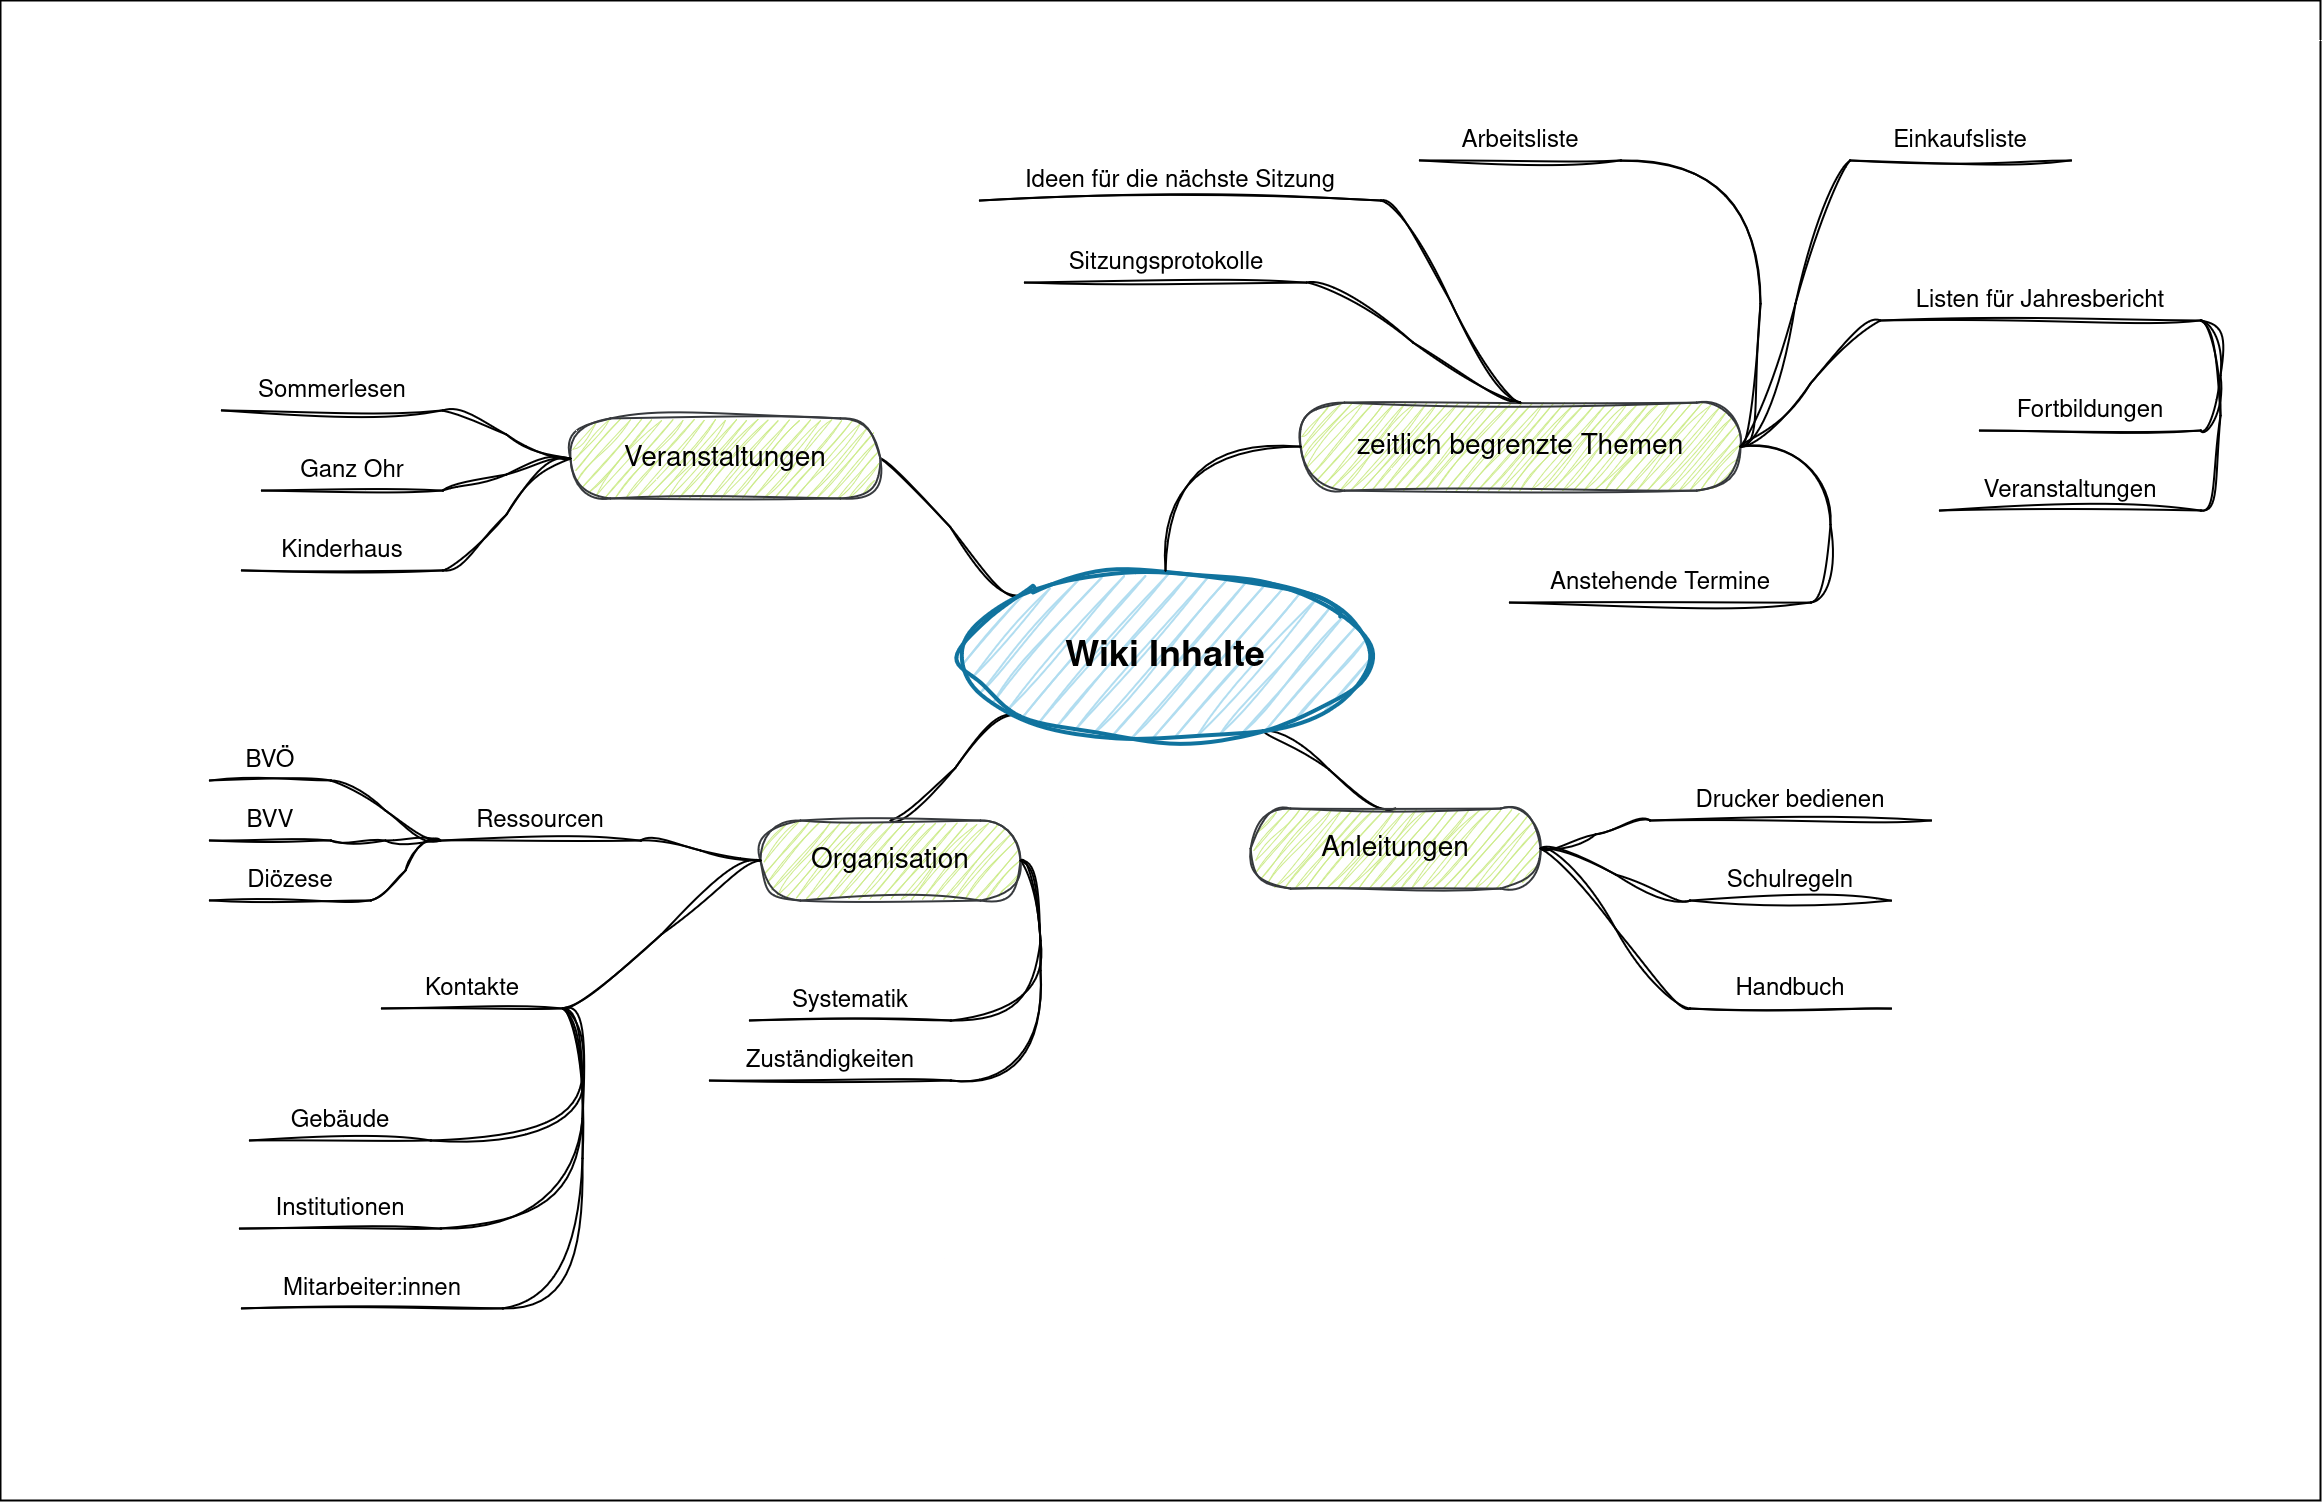 Arbeitsliste
Einkaufsliste
Ideen für die nächste Sitzung
Sitzungsprotokolle
Listen für Jahresbericht
Sommerlesen
Fortbildungen
zeitlich begrenzte Themen
Veranstaltungen
Ganz Ohr
Veranstaltungen
Kinderhaus
Anstehende Termine
Wiki Inhalte
BVÖ
Drucker bedienen
BVV
Ressourcen
Anleitungen
Organisation
Diözese
Schulregeln
Kontakte
Handbuch
Systematik
Zuständigkeiten
Gebäude
Institutionen
Mitarbeiter:innen